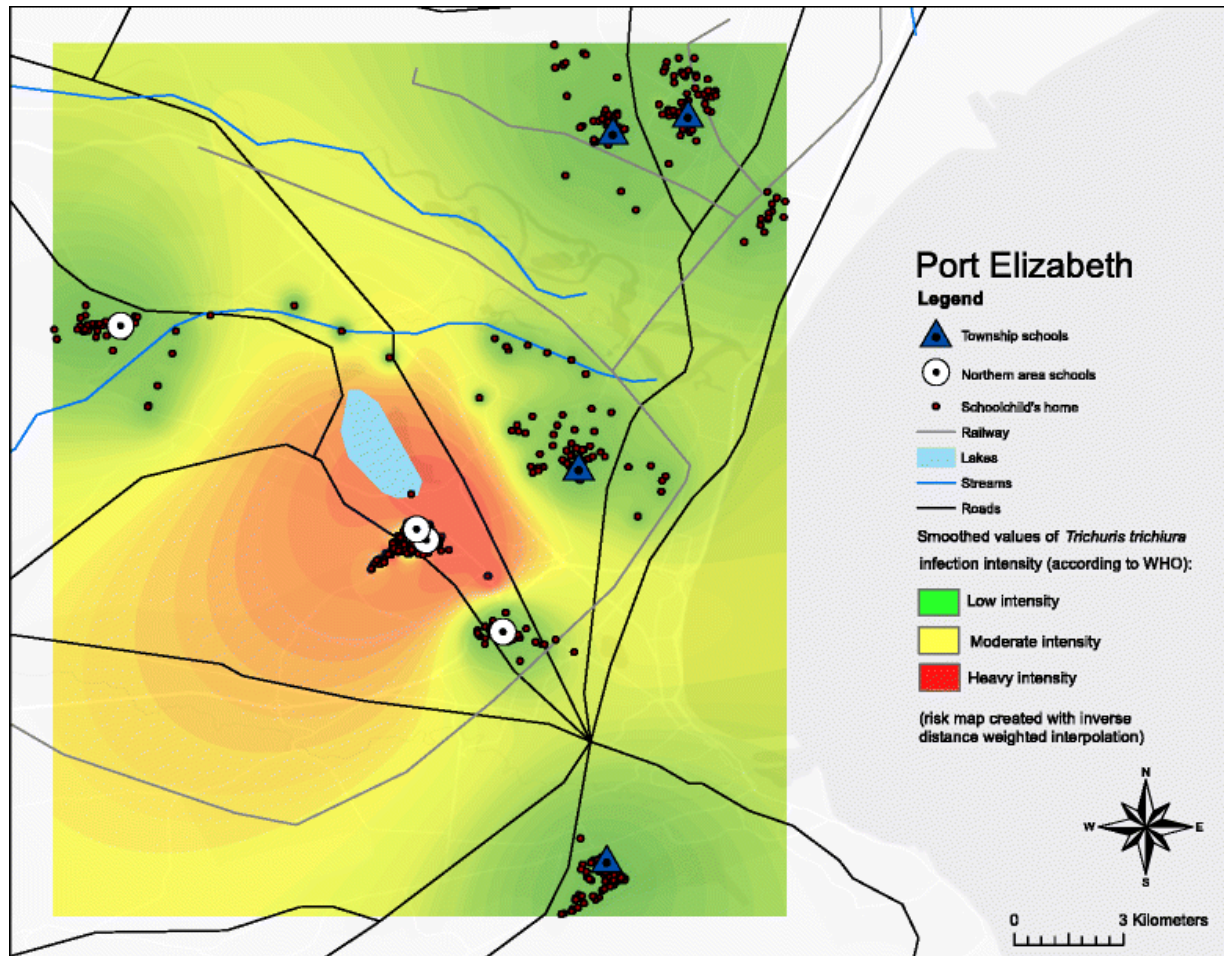 Port Elizabeth
Legend
Township schools
Northern area schools
Schoolchild's home
Railway
Lakes
Streams
Roads
Smoothed values of Trichuris trichiura
infection intensity (according to WHO):
Low intensity
Moderate intensity
Heavy intensity
(risk map created with inverse
distance weighted interpolation)
N
W E
S
0 3 Kilometers